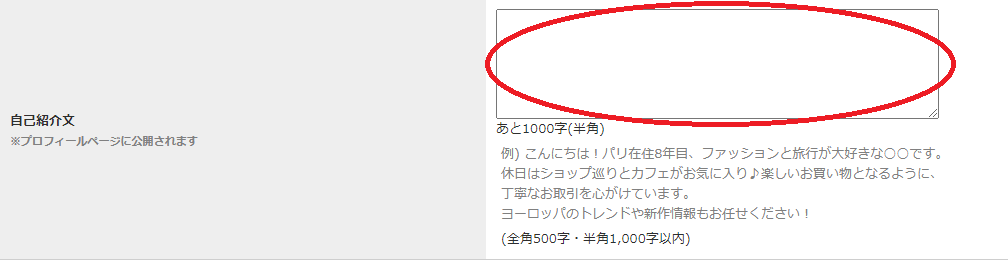 自己紹介文
※プロフィールページに公開されます
あと1000字(半角)
例) こんにちは！パリ在住8年目、ファッションと旅行が大好きな○○です。
休日はショップ巡りとカフェがお気に入り♪楽しいお買い物となるように、
丁寧なお取引を心がけています。
ヨーロッパのトレンドや新作情報もお任せください！
(全角500字・半角1,000字以内)